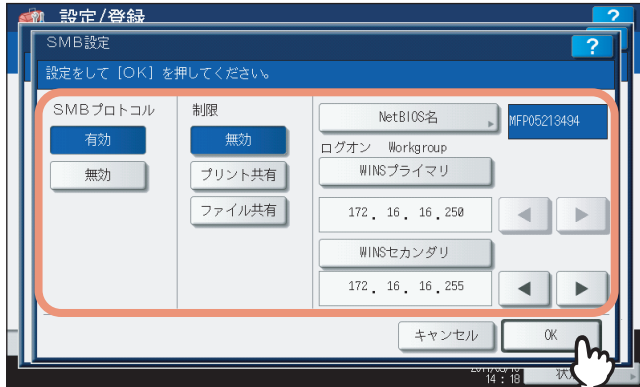 設定/登録
?
SMB設定
?
設定をして [OK] を押してください。
SMBプロトコル
有効
無効
制限
無効
プリント共有
ファイル共有
NetBIOS名
MFP05213494
ログオン Workgroup
WINSプライマリ
172. 16. 16.250
WINSセカンダリ
172. 16. 16.255
キャンセル
OK
14 : 18